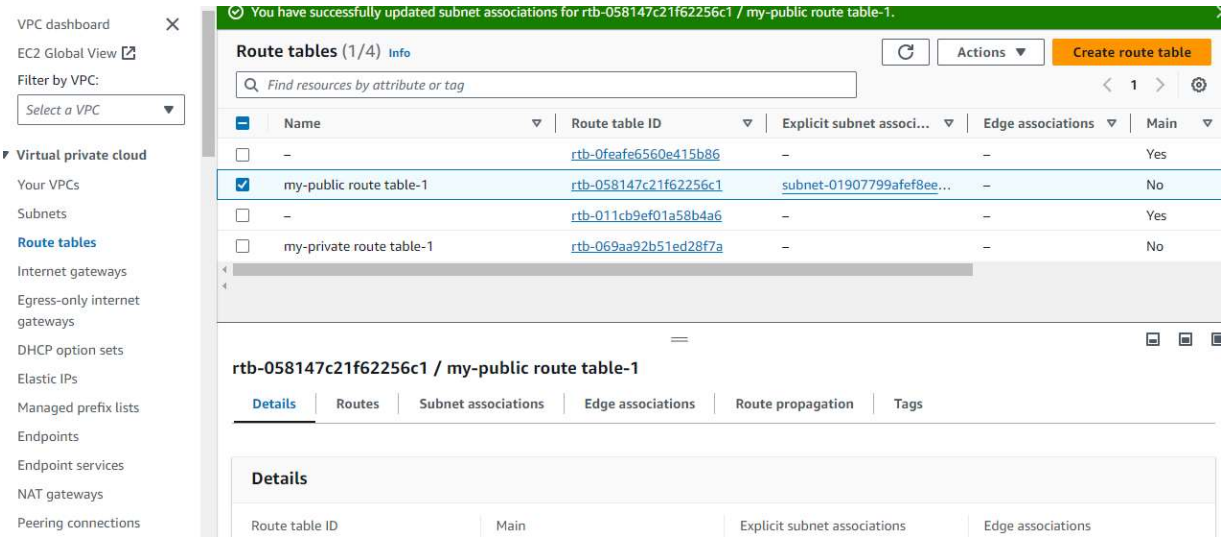 VPC dashboard
EC2 Global View
Filter by VPC:
Select a VPC
Virtual private cloud
Your VPCs
Subnets
Route tables
Internet gateways
Egress-only internet
gateways
DHCP option sets
Elastic IPs
Managed prefix lists
Endpoints
Endpoint services
NAT gateways
Peering connections
You have successfully updated subnet associations for rtb-058147c21f62256c1 / my-public route table-1.
Route tables (1/4) Info
Actions
Create route table
Find resources by attribute or tag
1
Name Route table ID Explicit subnet associ... Edge associations Main
– rtb-0feafe6560e415b86 – – Yes
my-public route table-1 rtb-058147c21f62256c1 subnet-01907799afef8ee... – No
– rtb-011cb9ef01a58b4a6 – – Yes
my-private route table-1 rtb-069aa92b51ed28f7a – – No
rtb-058147c21f62256c1 / my-public route table-1
Details Routes Subnet associations Edge associations Route propagation Tags
Details
Route table ID Main Explicit subnet associations Edge associations